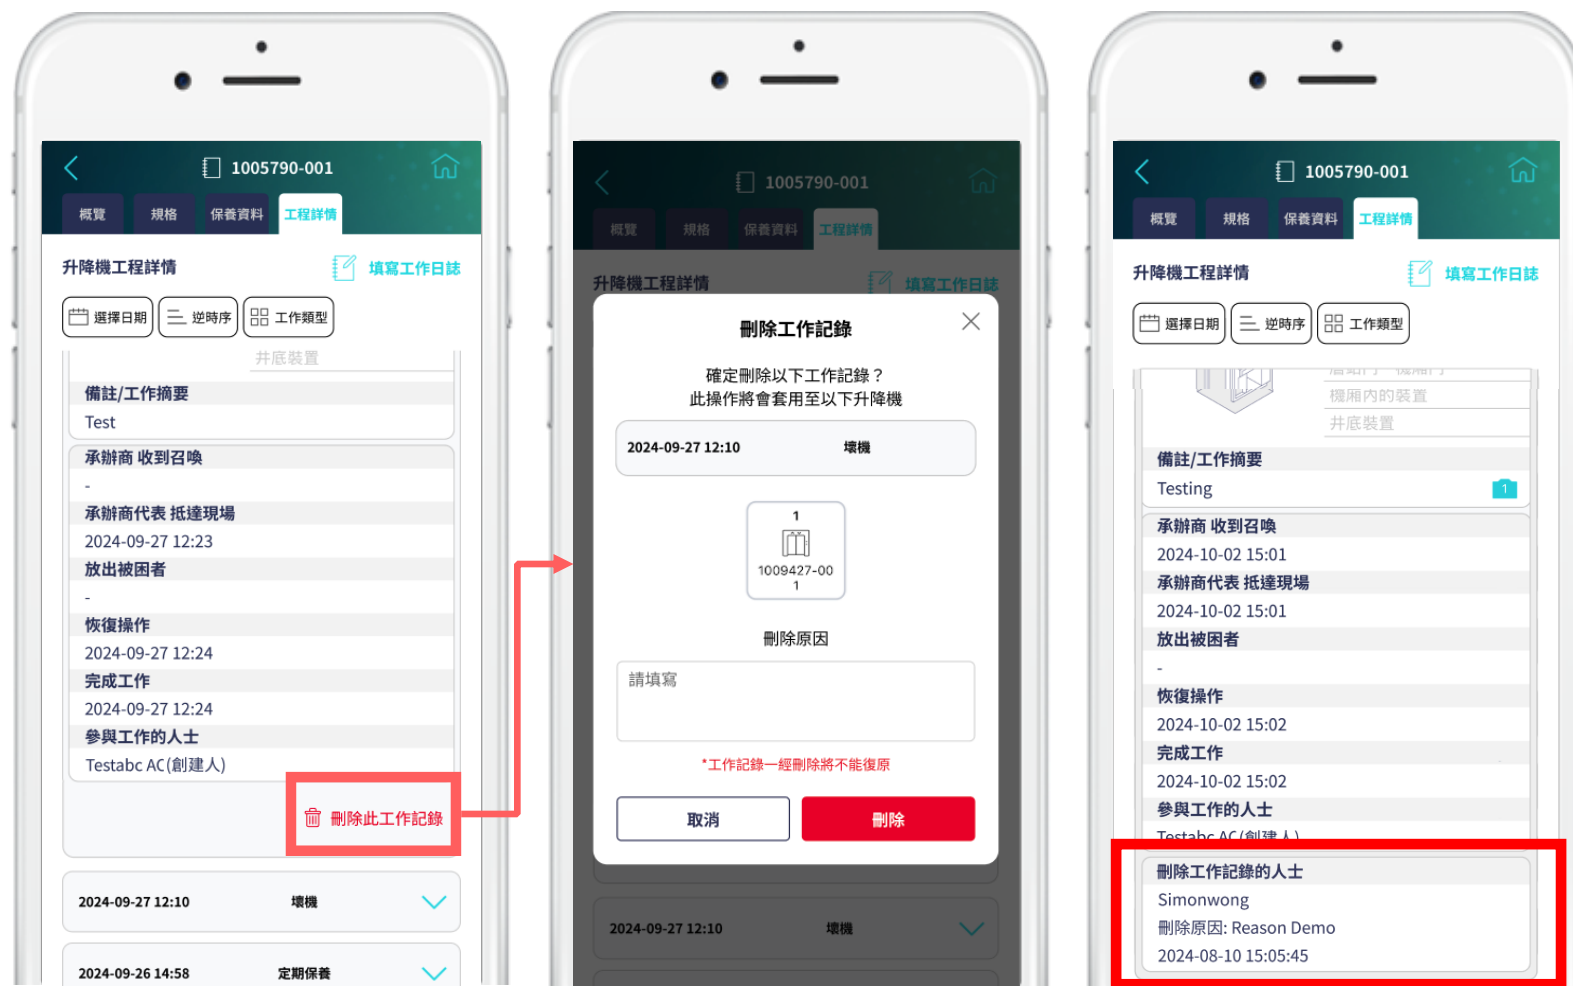 1005790-001
概覽
規格
保養資料
工程詳情
升降機工程詳情
填寫工作日誌
選擇日期
逆時序
工作類型
井底裝置
備註/工作摘要
Test
承辦商 收到召喚
-
承辦商代表 抵達現場
2024-09-27 12:23
放出被困者
-
恢復操作
2024-09-27 12:24
完成工作
2024-09-27 12:24
參與工作的人士
Testabc AC(創建人)
刪除此工作記錄
2024-09-27 12:10 壞機
2024-09-26 14:58 定期保養
1005790-001
概覽
規格
保養資料
工程詳情
升降機工程詳情
填寫工作日誌
刪除工作記錄
確定刪除以下工作記錄？
此操作將會套用至以下升降機
2024-09-27 12:10 壞機
1
1009427-00
1
刪除原因
請填寫
*工作記錄一經刪除將不能復原
取消
刪除
2024-09-27 12:10 壞機
1005790-001
概覽
規格
保養資料
工程詳情
升降機工程詳情
填寫工作日誌
選擇日期
逆時序
工作類型
機廂內的裝置
井底裝置
備註/工作摘要
Testing
1
承辦商 收到召喚
2024-10-02 15:01
承辦商代表 抵達現場
2024-10-02 15:01
放出被困者
-
恢復操作
2024-10-02 15:02
完成工作
2024-10-02 15:02
參與工作的人士
Testabc AC(創建人)
刪除工作記錄的人士
Simonwong
刪除原因: Reason Demo
2024-08-10 15:05:45